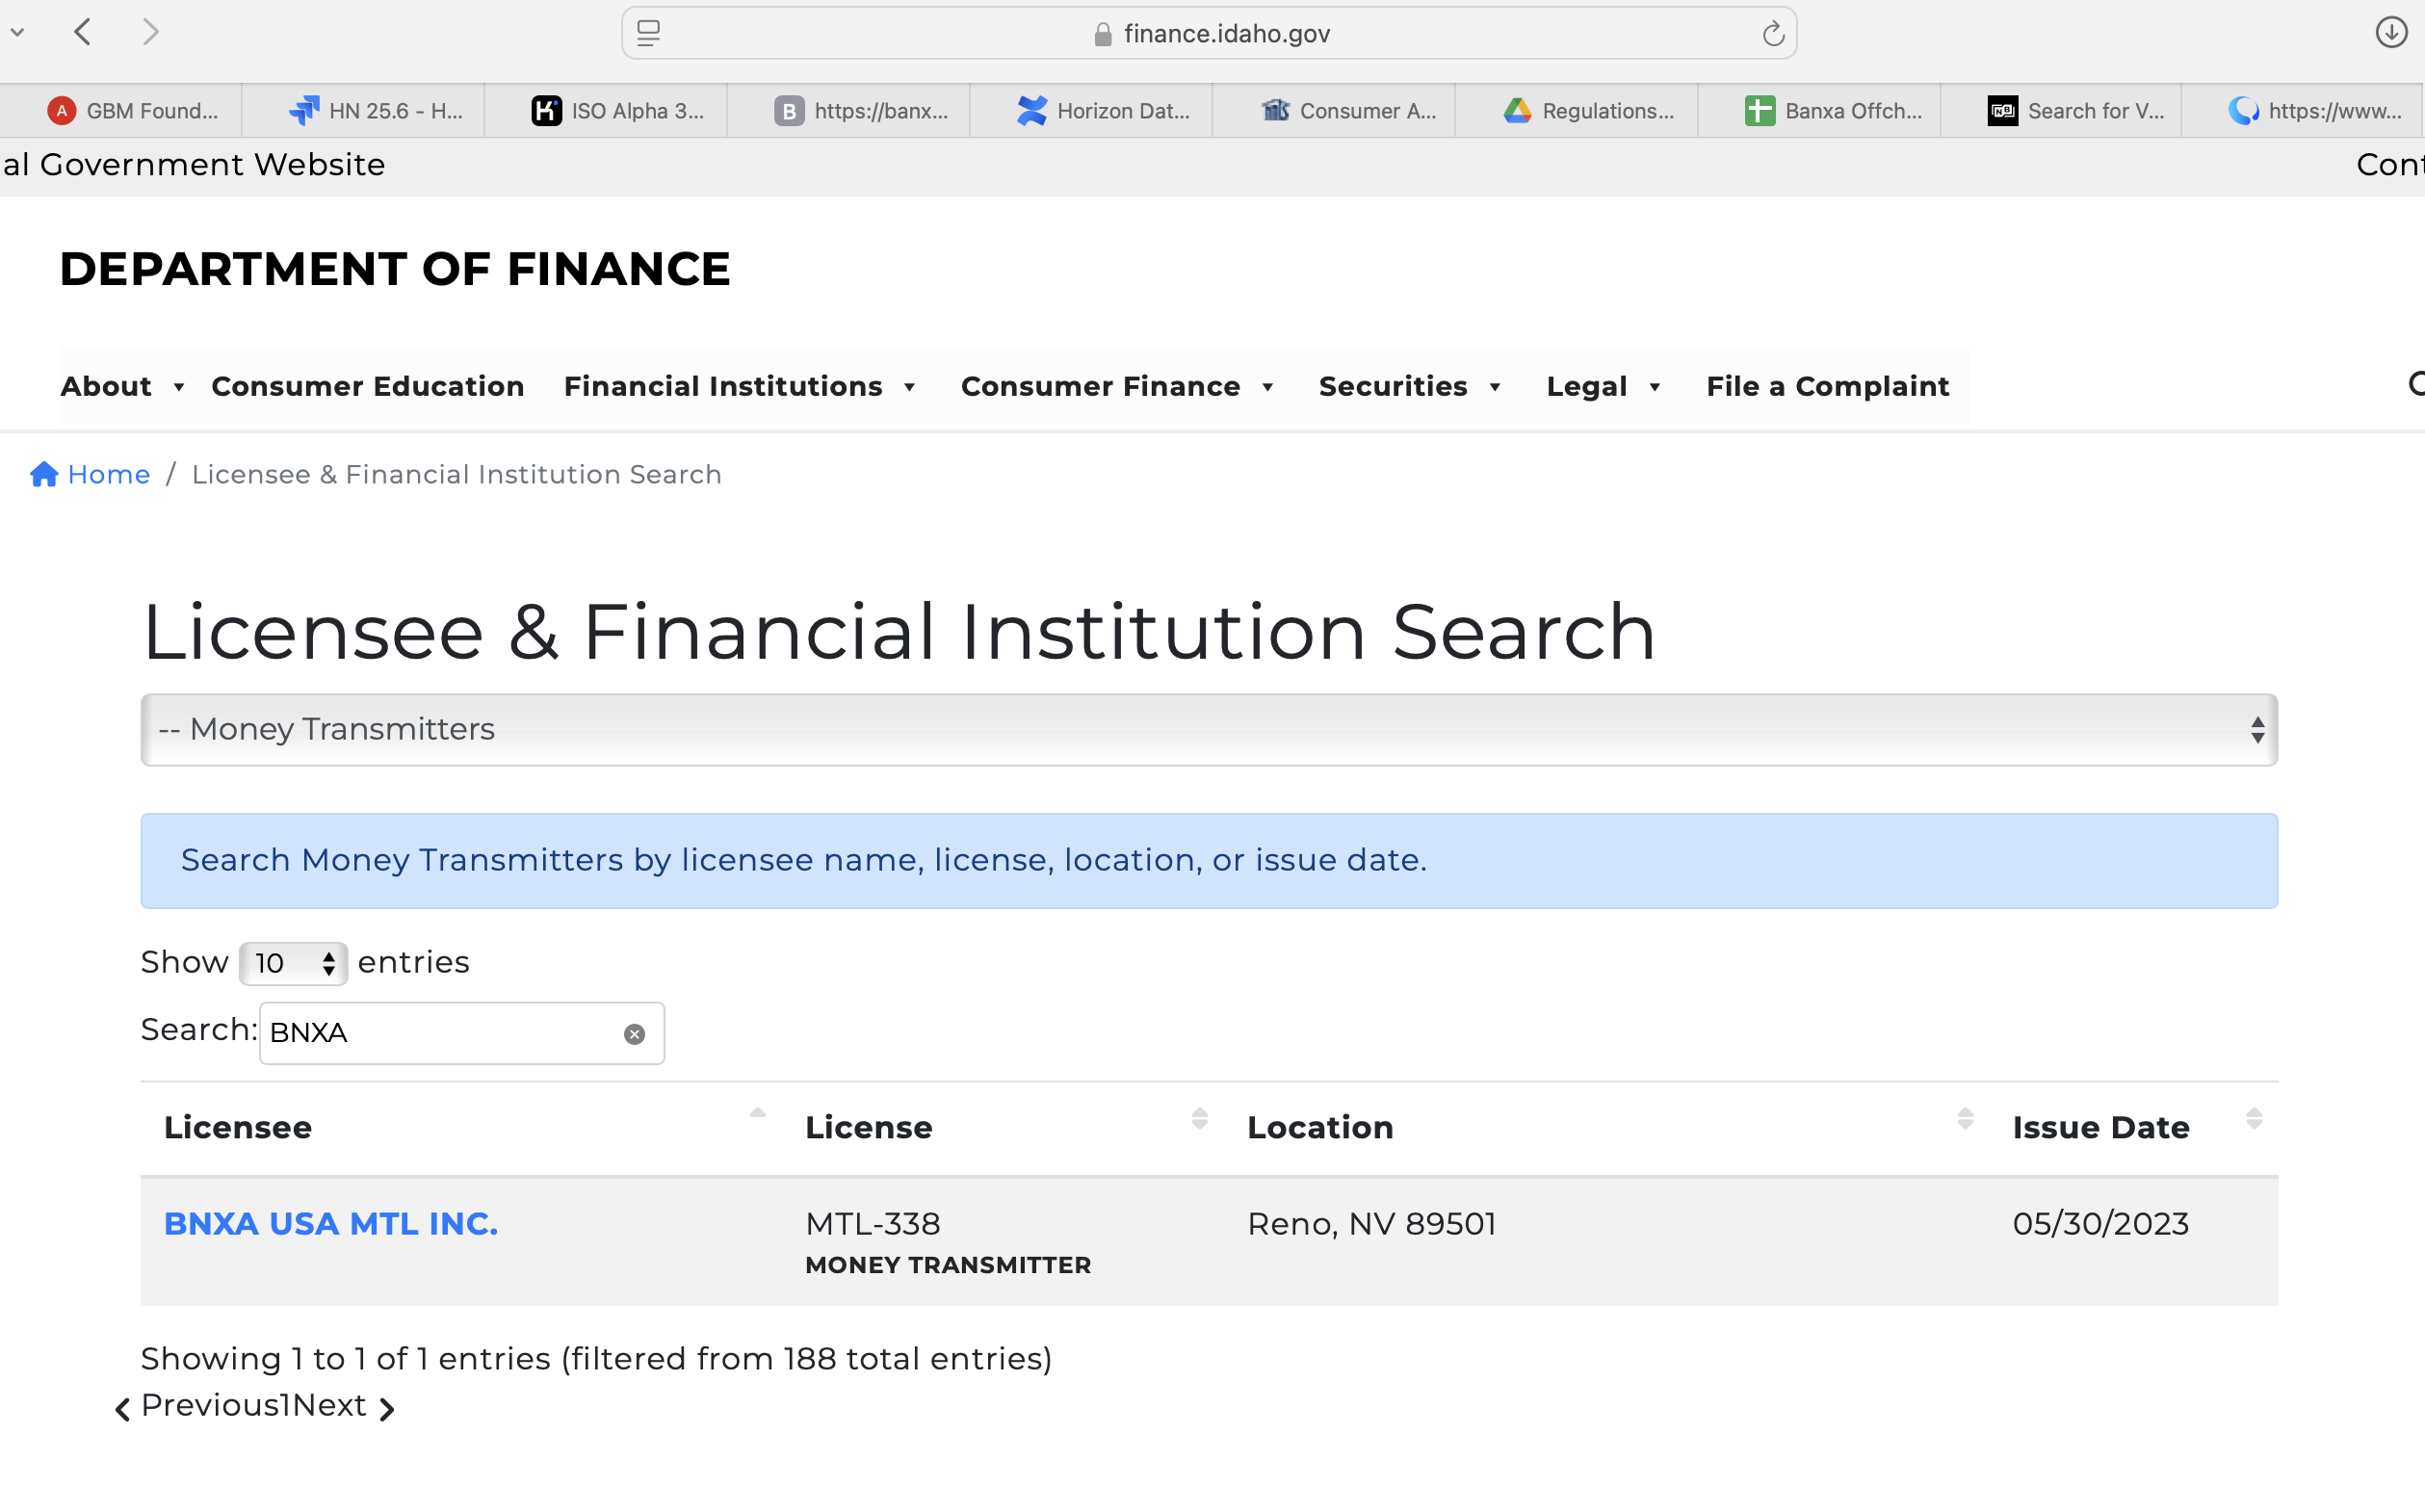 finance.idaho.gov
GBM Found... HN 25.6 - H... ISO Alpha 3... https://banx... Horizon Dat... Consumer A... Regulations... Banxa Offch... Search for V... https://www...
al Government Website Cont
DEPARTMENT OF FINANCE
About Consumer Education Financial Institutions Consumer Finance Securities Legal File a Complaint
Home / Licensee & Financial Institution Search
Licensee & Financial Institution Search
-- Money Transmitters
Search Money Transmitters by licensee name, license, location, or issue date.
Show 10 entries
Search: BNXA
Licensee License Location Issue Date
BNXA USA MTL INC. MTL-338 Reno, NV 89501 05/30/2023
MONEY TRANSMITTER
Showing 1 to 1 of 1 entries (filtered from 188 total entries)
Previous1Next